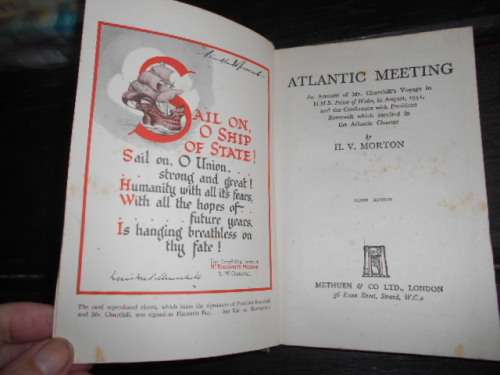 SAIL ON,
O SHIP
OF STATE!
Sail on, O Union...
strong and great!
Humanity with all its fears,
With all the hopes of
future years,
Is hanging breathless on
thy fate!
The card reproduced above, which bears the signatures of President Roosevelt
and Mr. Churchill, was signed at Placentia Bay.
ATLANTIC MEETING
An Account of Mr. Churchill's Voyage in
H.M.S. Prince of Wales, in August, 1941,
and the Conference with President
Roosevelt which resulted in
the Atlantic Charter
by
H. V. MORTON
EDITION
METHUEN & CO LTD., LONDON
36 Essex Street, Strand, W.C.2